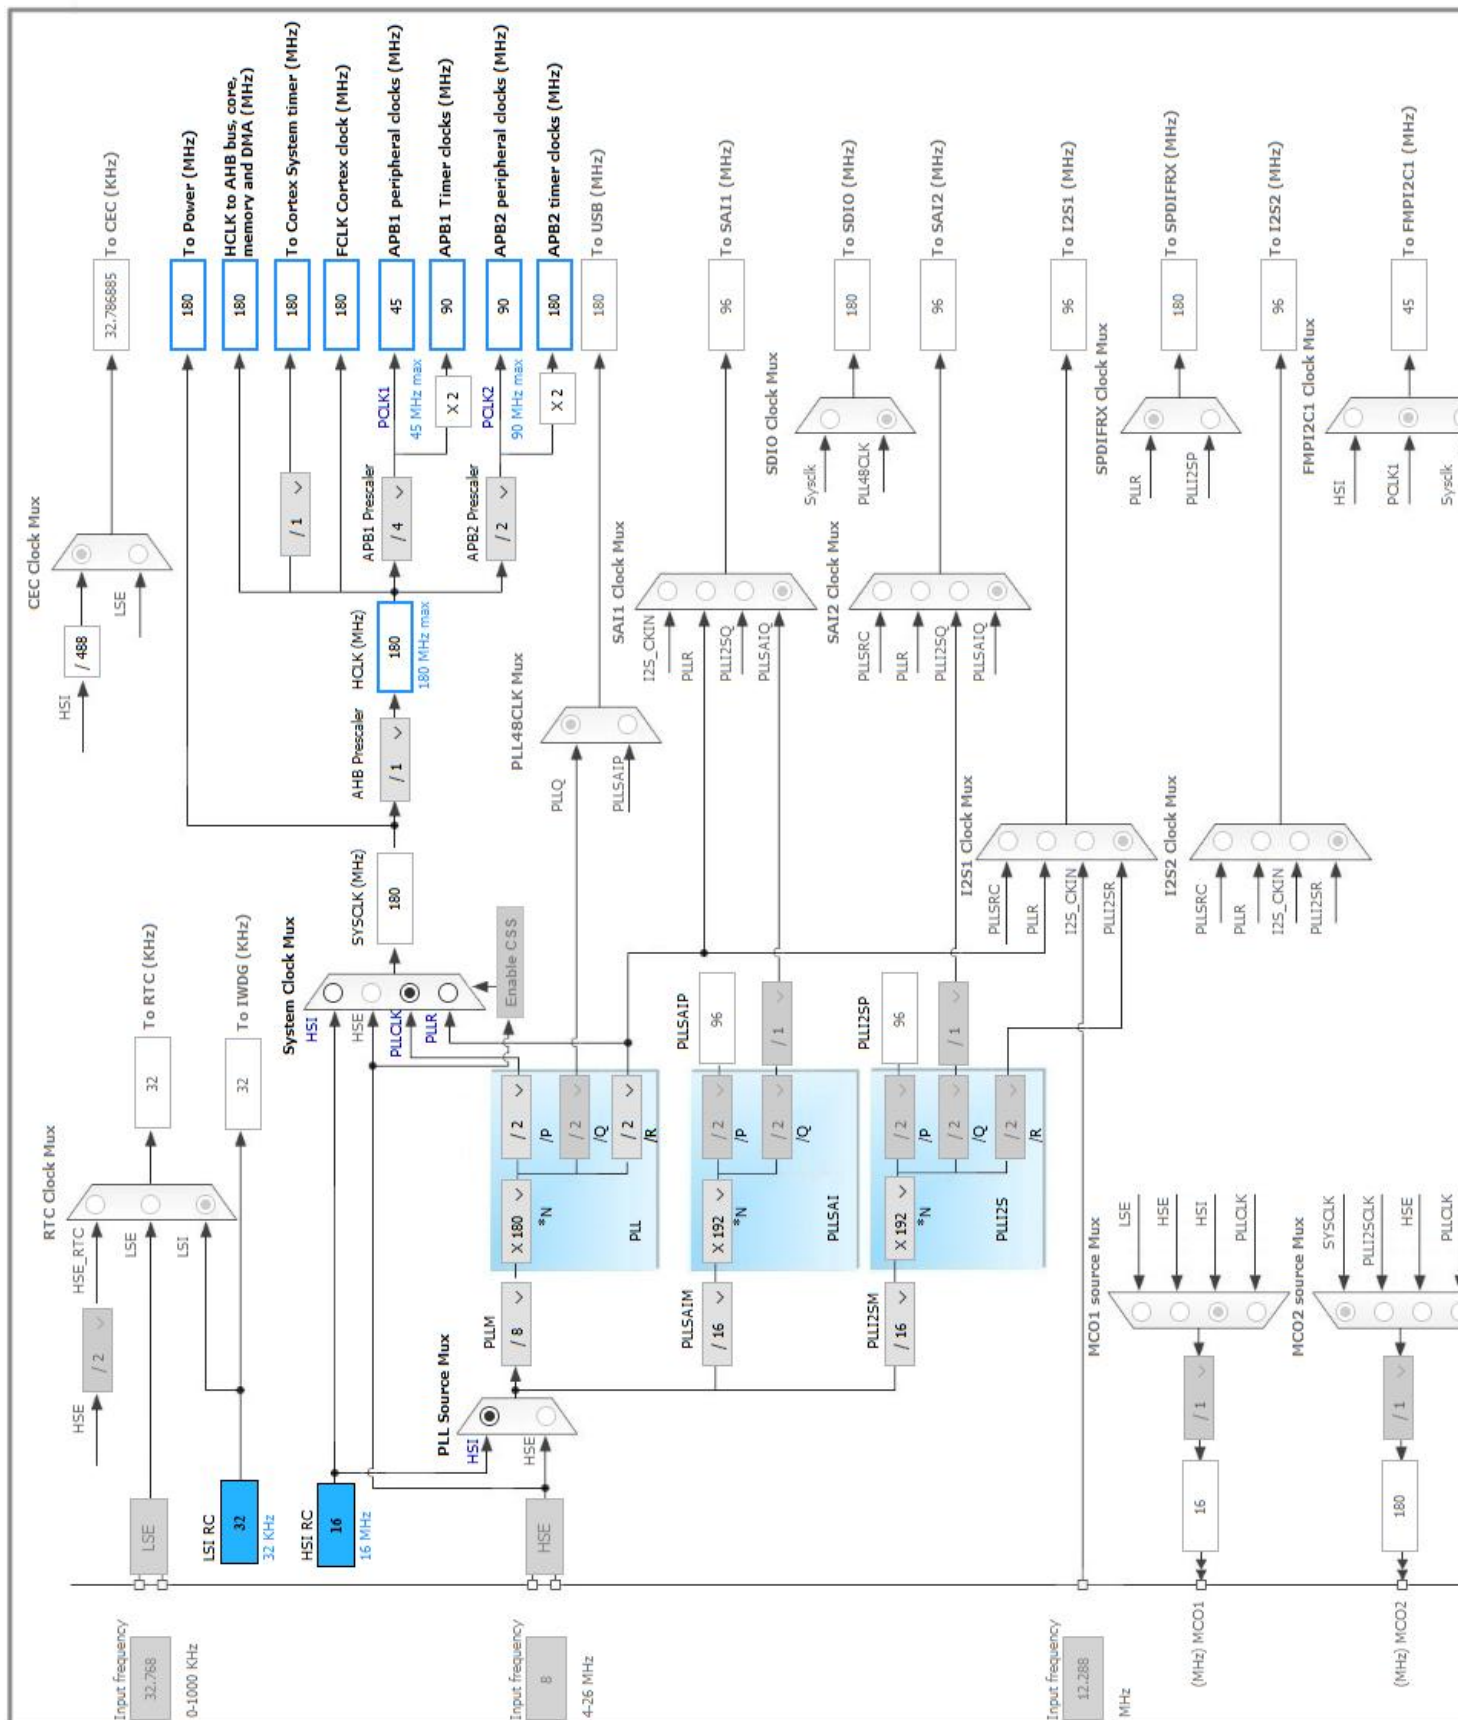 Input frequency
32.768
0-1000 KHz
LSE
LSI RC
32
32 KHz
HSI RC
16
16 MHz
HSE
/ 2
HSE_RTC
LSE
LSI
RTC Clock Mux
32
To RTC (KHz)
32
To IWDG (KHz)
HSI
/ 488
LSE
CEC Clock Mux
32.786885
To CEC (KHz)
Input frequency
8
4-26 MHz
HSE
PLL Source Mux
HSI
HSE
PLLM
/ 8
X 180
*N
/ 2
/P
/ 2
/Q
/ 2
/R
PLL
System Clock Mux
HSI
HSE
PLLCLK
PLLR
Enable CSS
SYSCLK (MHz)
180
AHB Prescaler
/ 1
HCLK (MHz)
180
180 MHz max
/ 1
APB1 Prescaler
/ 4
PCLK1
45 MHz max
X 2
APB2 Prescaler
/ 2
PCLK2
90 MHz max
X 2
180
To Power (MHz)
180
HCLK to AHB bus, core,
memory and DMA (MHz)
180
To Cortex System timer (MHz)
180
FCLK Cortex clock (MHz)
45
APB1 peripheral clocks (MHz)
90
APB1 Timer clocks (MHz)
90
APB2 peripheral clocks (MHz)
180
APB2 timer clocks (MHz)
PLL48CLK Mux
PLLQ
PLLSAIP
180
To USB (MHz)
PLLSAIM
/ 16
X 192
*N
/ 2
/P
/ 2
/Q
PLLSAI
PLLSAIP
96
/ 1
SAI1 Clock Mux
I2S_CKIN
PLLR
PLLI2SQ
PLLSAIQ
96
To SAI1 (MHz)
SDIO Clock Mux
Sysclk
PLL48CLK
180
To SDIO (MHz)
PLLI2SM
/ 16
X 192
*N
/ 2
/P
/ 2
/Q
/ 2
/R
PLLI2S
PLLI2SP
96
/ 1
SAI2 Clock Mux
PLLSRC
PLLR
PLLI2SQ
PLLSAIQ
96
To SAI2 (MHz)
Input frequency
12.288
MHz
I2S1 Clock Mux
PLLSRC
PLLR
I2S_CKIN
PLLI2SR
96
To I2S1 (MHz)
SPDIFRX Clock Mux
PLLR
PLLI2SP
180
To SPDIFRX (MHz)
I2S2 Clock Mux
PLLSRC
PLLR
I2S_CKIN
PLLI2SR
96
To I2S2 (MHz)
FMPI2C1 Clock Mux
HSI
PCLK1
Sysclk
45
To FMPI2C1 (MHz)
MCO1 source Mux
LSE
HSE
HSI
PLLCLK
/ 1
16
(MHz) MCO1
MCO2 source Mux
SYSCLK
PLLI2SCLK
HSE
PLLCLK
/ 1
180
(MHz) MCO2